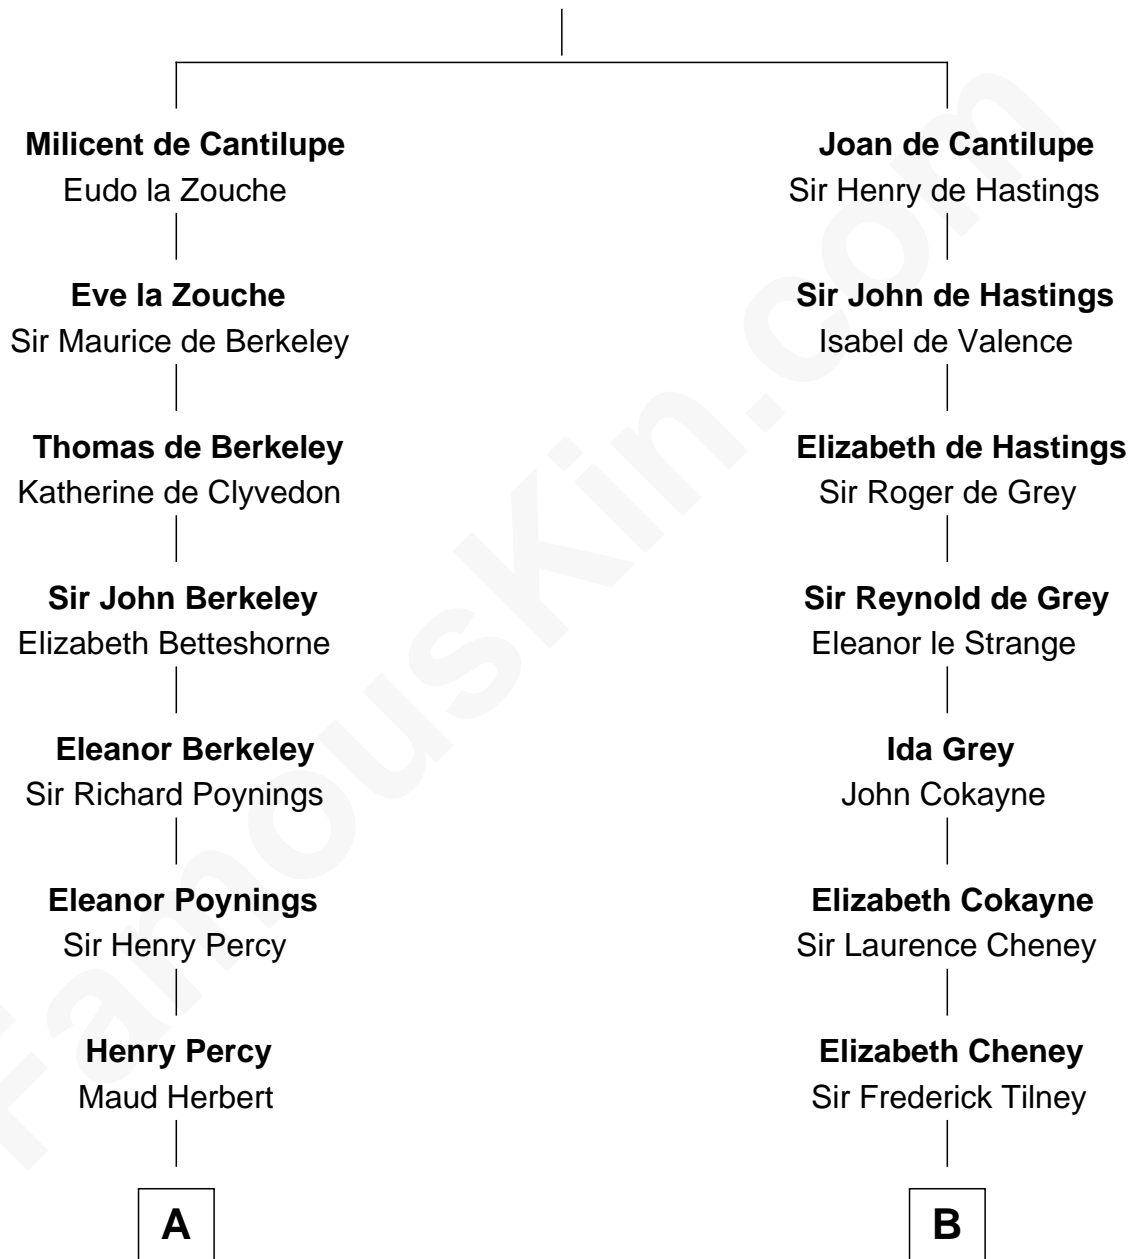 Milicent de Cantilupe
Eudo la Zouche
Eve la Zouche
Sir Maurice de Berkeley
Thomas de Berkeley
Katherine de Clyvedon
Sir John Berkeley
Elizabeth Betteshorne
Eleanor Berkeley
Sir Richard Poynings
Eleanor Poynings
Sir Henry Percy
Henry Percy
Maud Herbert
A
Joan de Cantilupe
Sir Henry de Hastings
Sir John de Hastings
Isabel de Valence
Elizabeth de Hastings
Sir Roger de Grey
Sir Reynold de Grey
Eleanor le Strange
Ida Grey
John Cokayne
Elizabeth Cokayne
Sir Laurence Cheney
Elizabeth Cheney
Sir Frederick Tilney
B
FamousKin.com